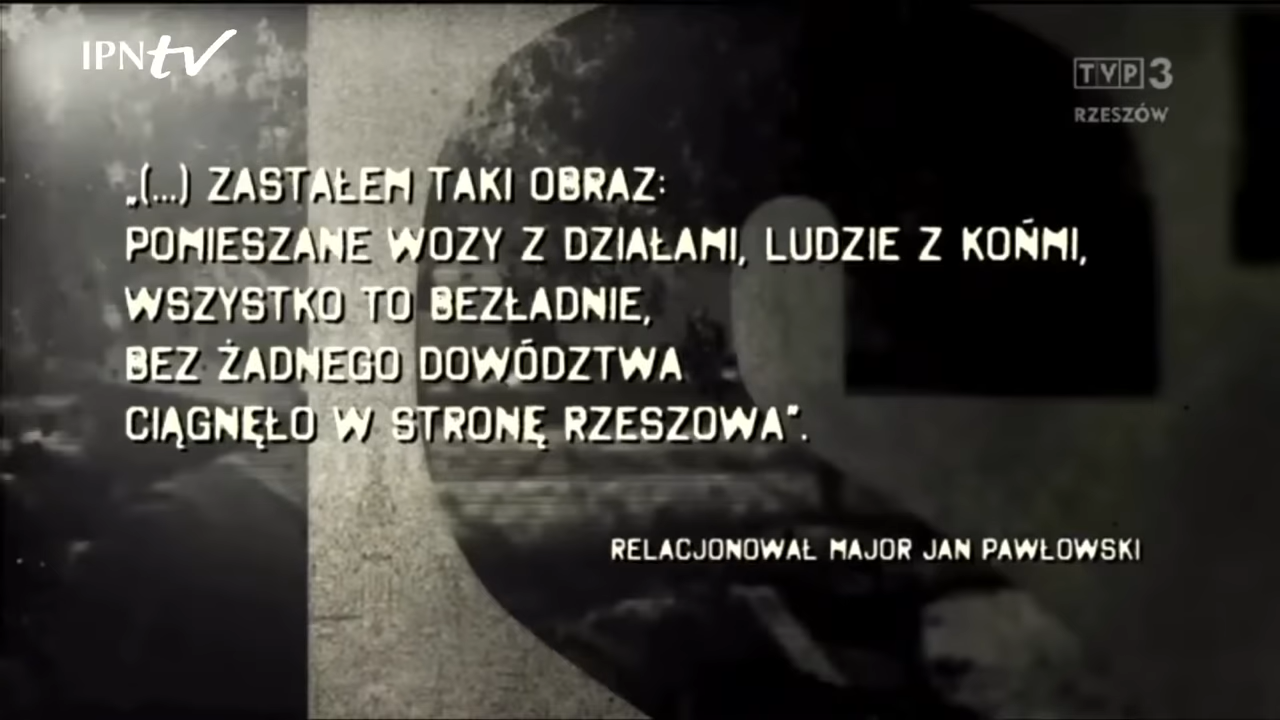 IPNtv
TVP3
RZESZÓW
„(...) ZASTAŁEM TAKI OBRAZ:
POMIESZANE WOZY Z DZIAŁAMI, LUDZIE Z KOŃMI,
WSZYSTKO TO BEZŁADNIE,
BEZ ŻADNEGO DOWÓDZTWA
CIĄGNĘŁO W STRONĘ RZESZOWA”.
RELACJONOWAŁ MAJOR JAN PAWŁOWSKI